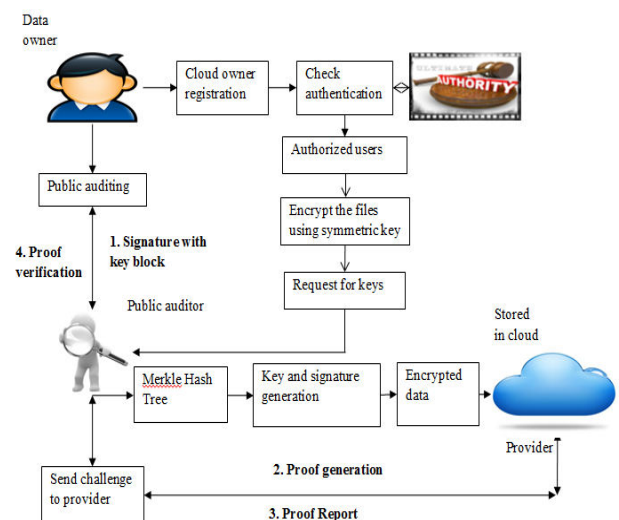 Data
owner
Cloud owner
registration
Check
authentication
ULTIMATE
AUTHORITY
Authorized users
Public auditing
Encrypt the files
using symmetric key
1. Signature with
key block
4. Proof
verification
Request for keys
Public auditor
Stored
in cloud
Merkle Hash
Tree
Key and signature
generation
Encrypted
data
Provider
2. Proof generation
Send challenge
to provider
3. Proof Report